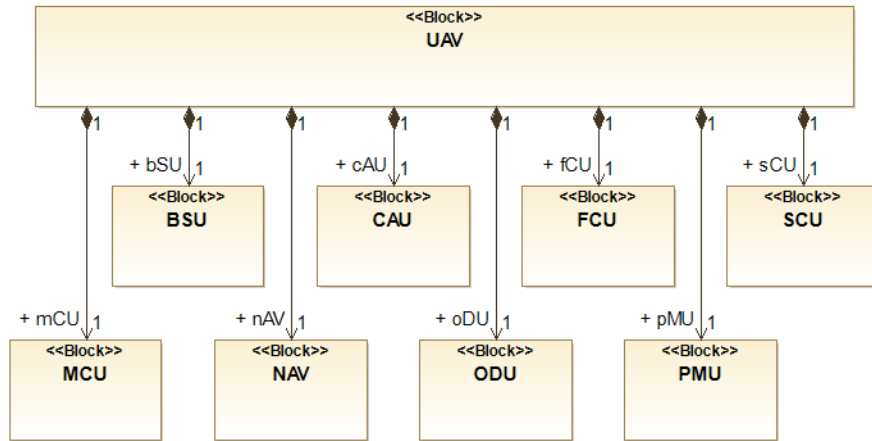 <<Block>>
UAV
1 1 1 1 1 1 1 1
+ bSU 1 + cAU 1 + fCU 1 + sCU 1
<<Block>> <<Block>> <<Block>> <<Block>>
BSU CAU FCU SCU
+ mCU 1 + nAV 1 + oDU 1 + pMU 1
<<Block>> <<Block>> <<Block>> <<Block>>
MCU NAV ODU PMU